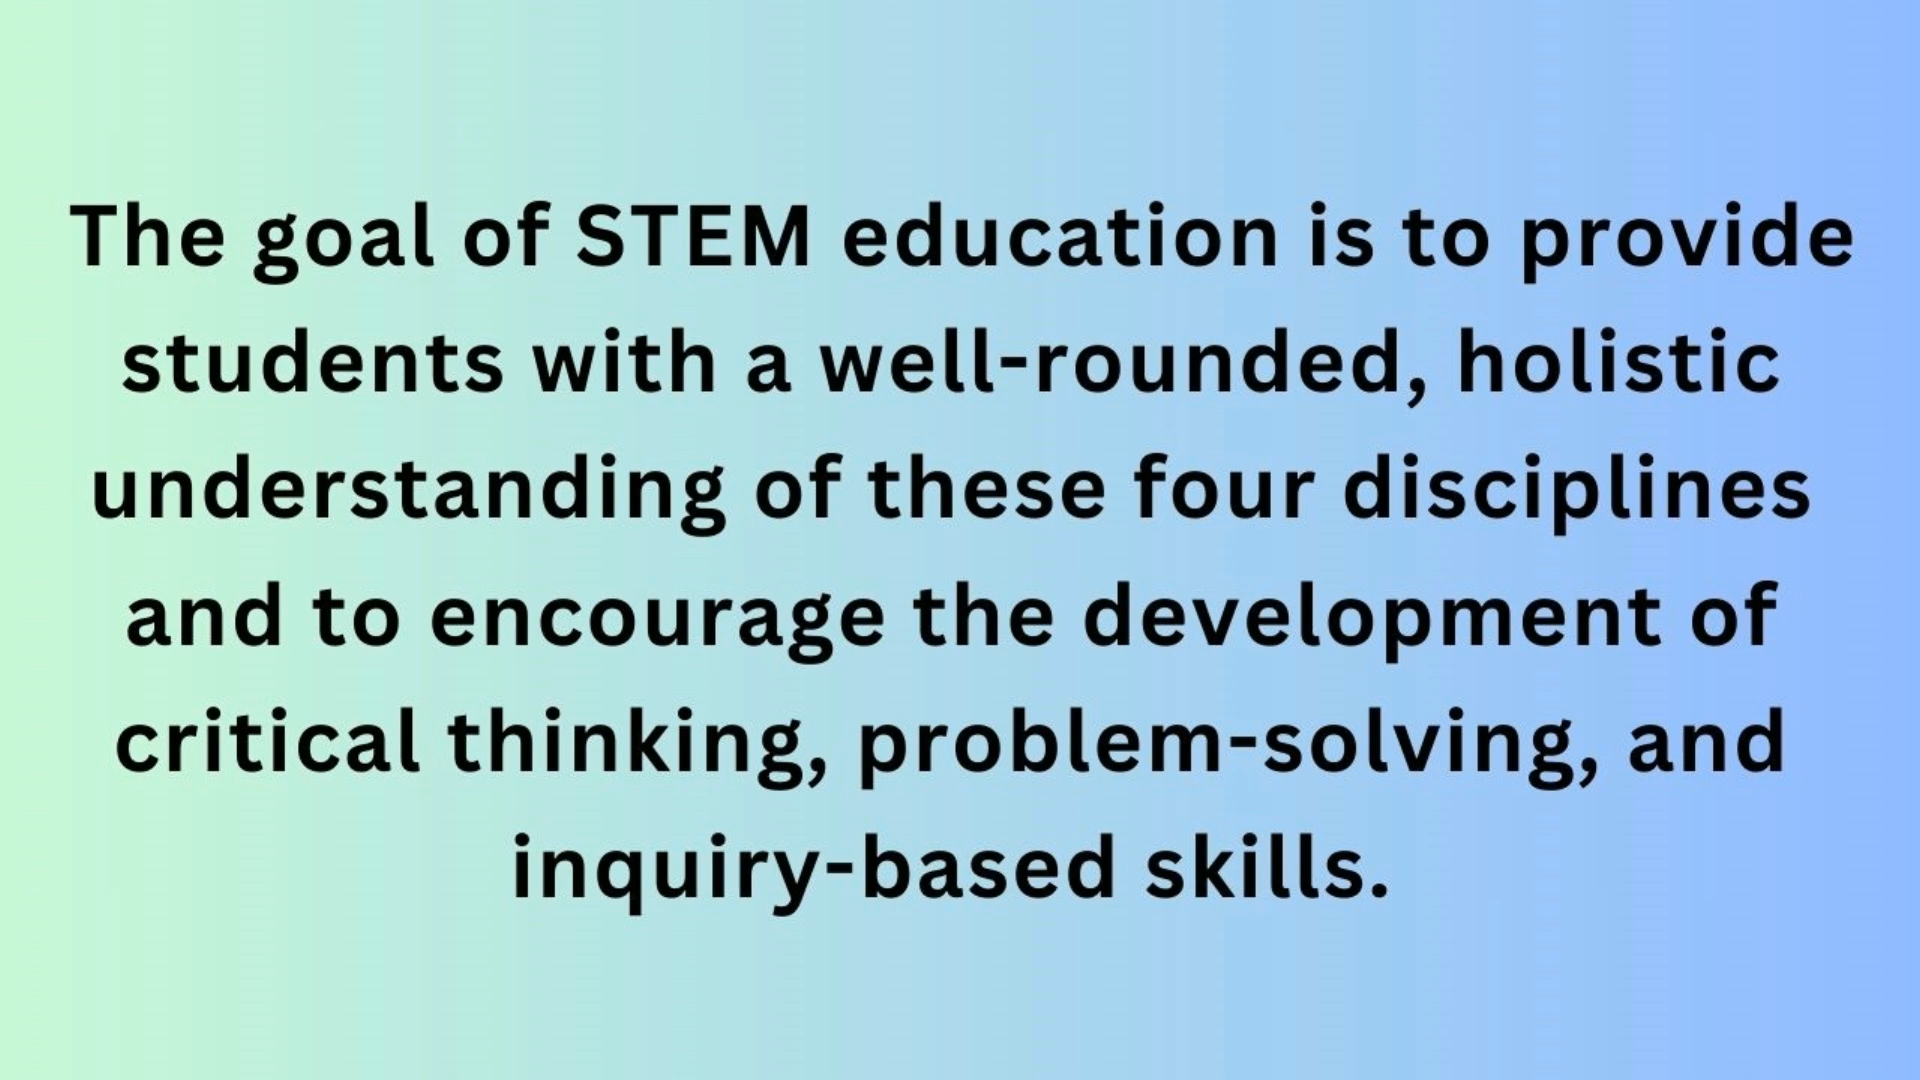 The goal of STEM education is to provide
students with a well-rounded, holistic
understanding of these four disciplines
and to encourage the development of
critical thinking, problem-solving, and
inquiry-based skills.